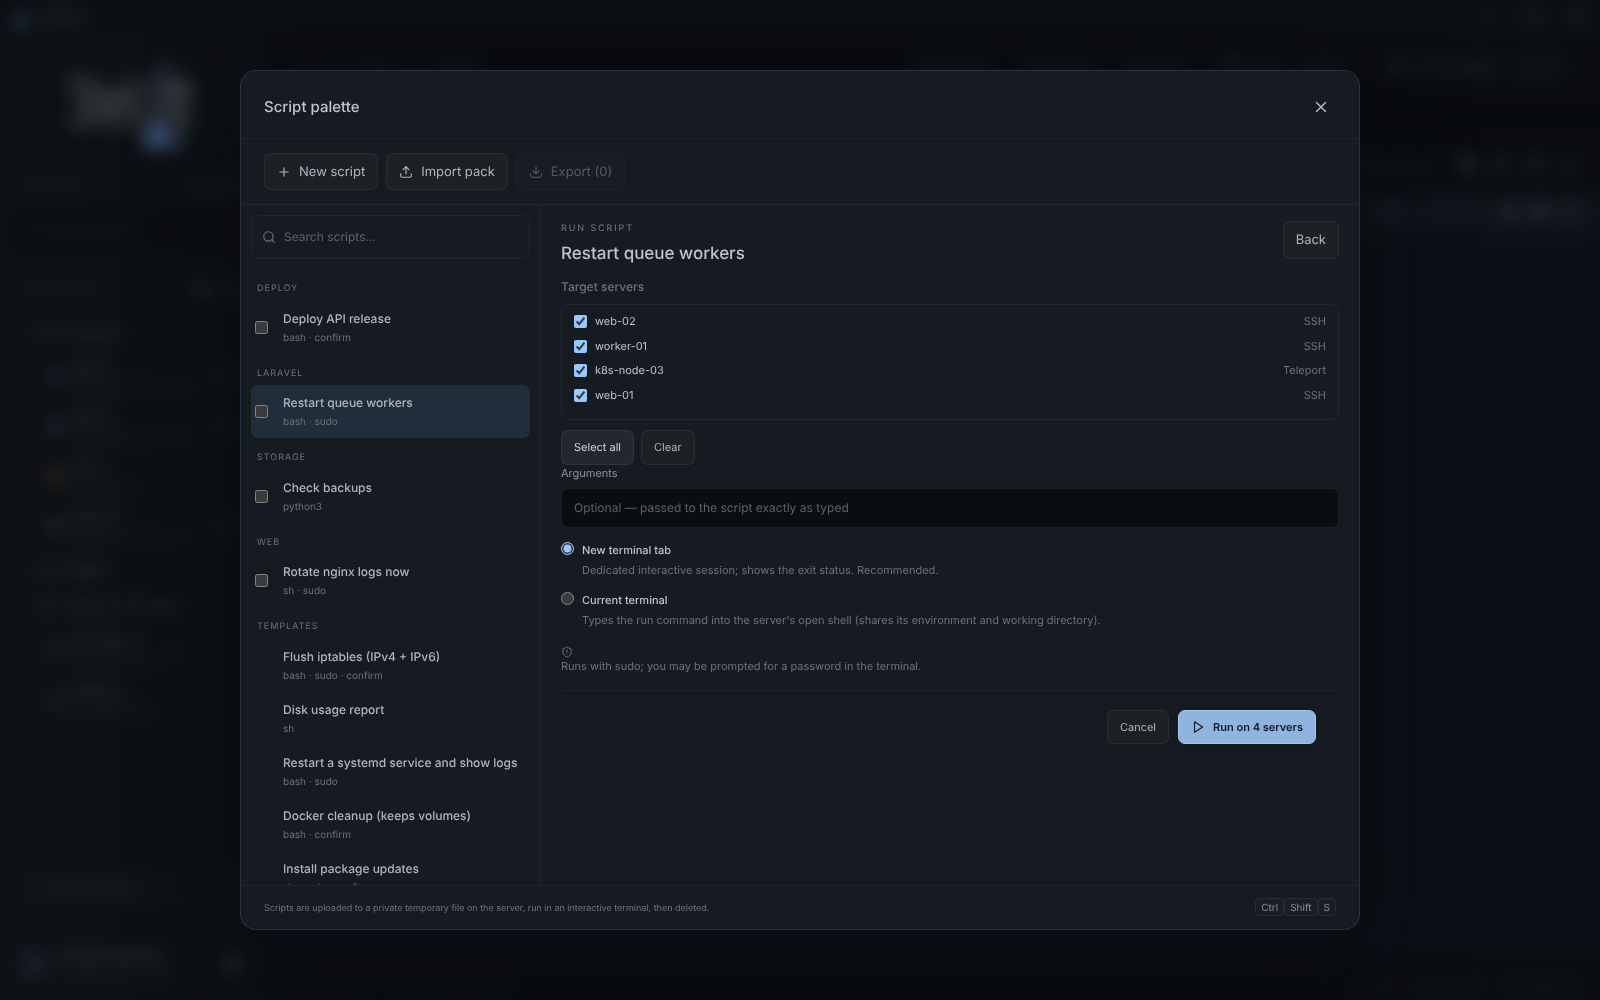 Script palette
New script
Import pack
Export (0)
Search scripts...
DEPLOY
Deploy API release
bash · confirm
LARAVEL
Restart queue workers
bash · sudo
STORAGE
Check backups
python3
WEB
Rotate nginx logs now
sh · sudo
TEMPLATES
Flush iptables (IPv4 + IPv6)
bash · sudo · confirm
Disk usage report
sh
Restart a systemd service and show logs
bash · sudo
Docker cleanup (keeps volumes)
bash · confirm
Install package updates
RUN SCRIPT
Restart queue workers
Back
Target servers
web-02 SSH
worker-01 SSH
k8s-node-03 Teleport
web-01 SSH
Select all
Clear
Arguments
Optional — passed to the script exactly as typed
New terminal tab
Dedicated interactive session; shows the exit status. Recommended.
Current terminal
Types the run command into the server's open shell (shares its environment and working directory).
Runs with sudo; you may be prompted for a password in the terminal.
Cancel
Run on 4 servers
Scripts are uploaded to a private temporary file on the server, run in an interactive terminal, then deleted.
Ctrl Shift S